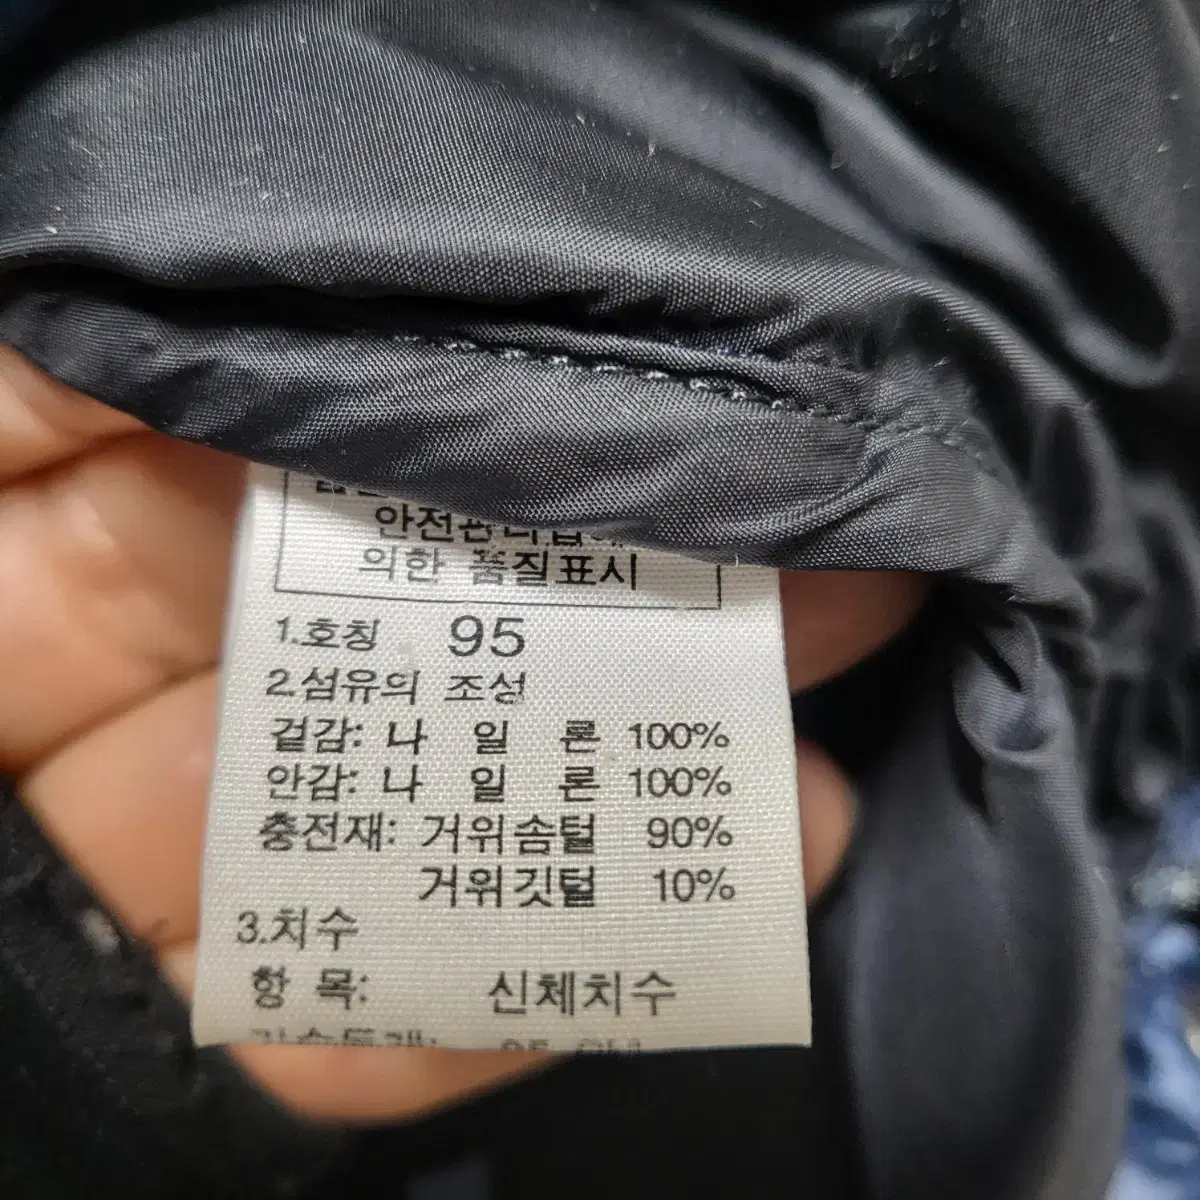 안전관리법에
의한 품질표시
1.호칭 95
2.섬유의 조성
겉감: 나 일 론 100%
안감: 나 일 론 100%
충전재: 거위솜털 90%
거위깃털 10%
3.치수
항 목: 신체치수